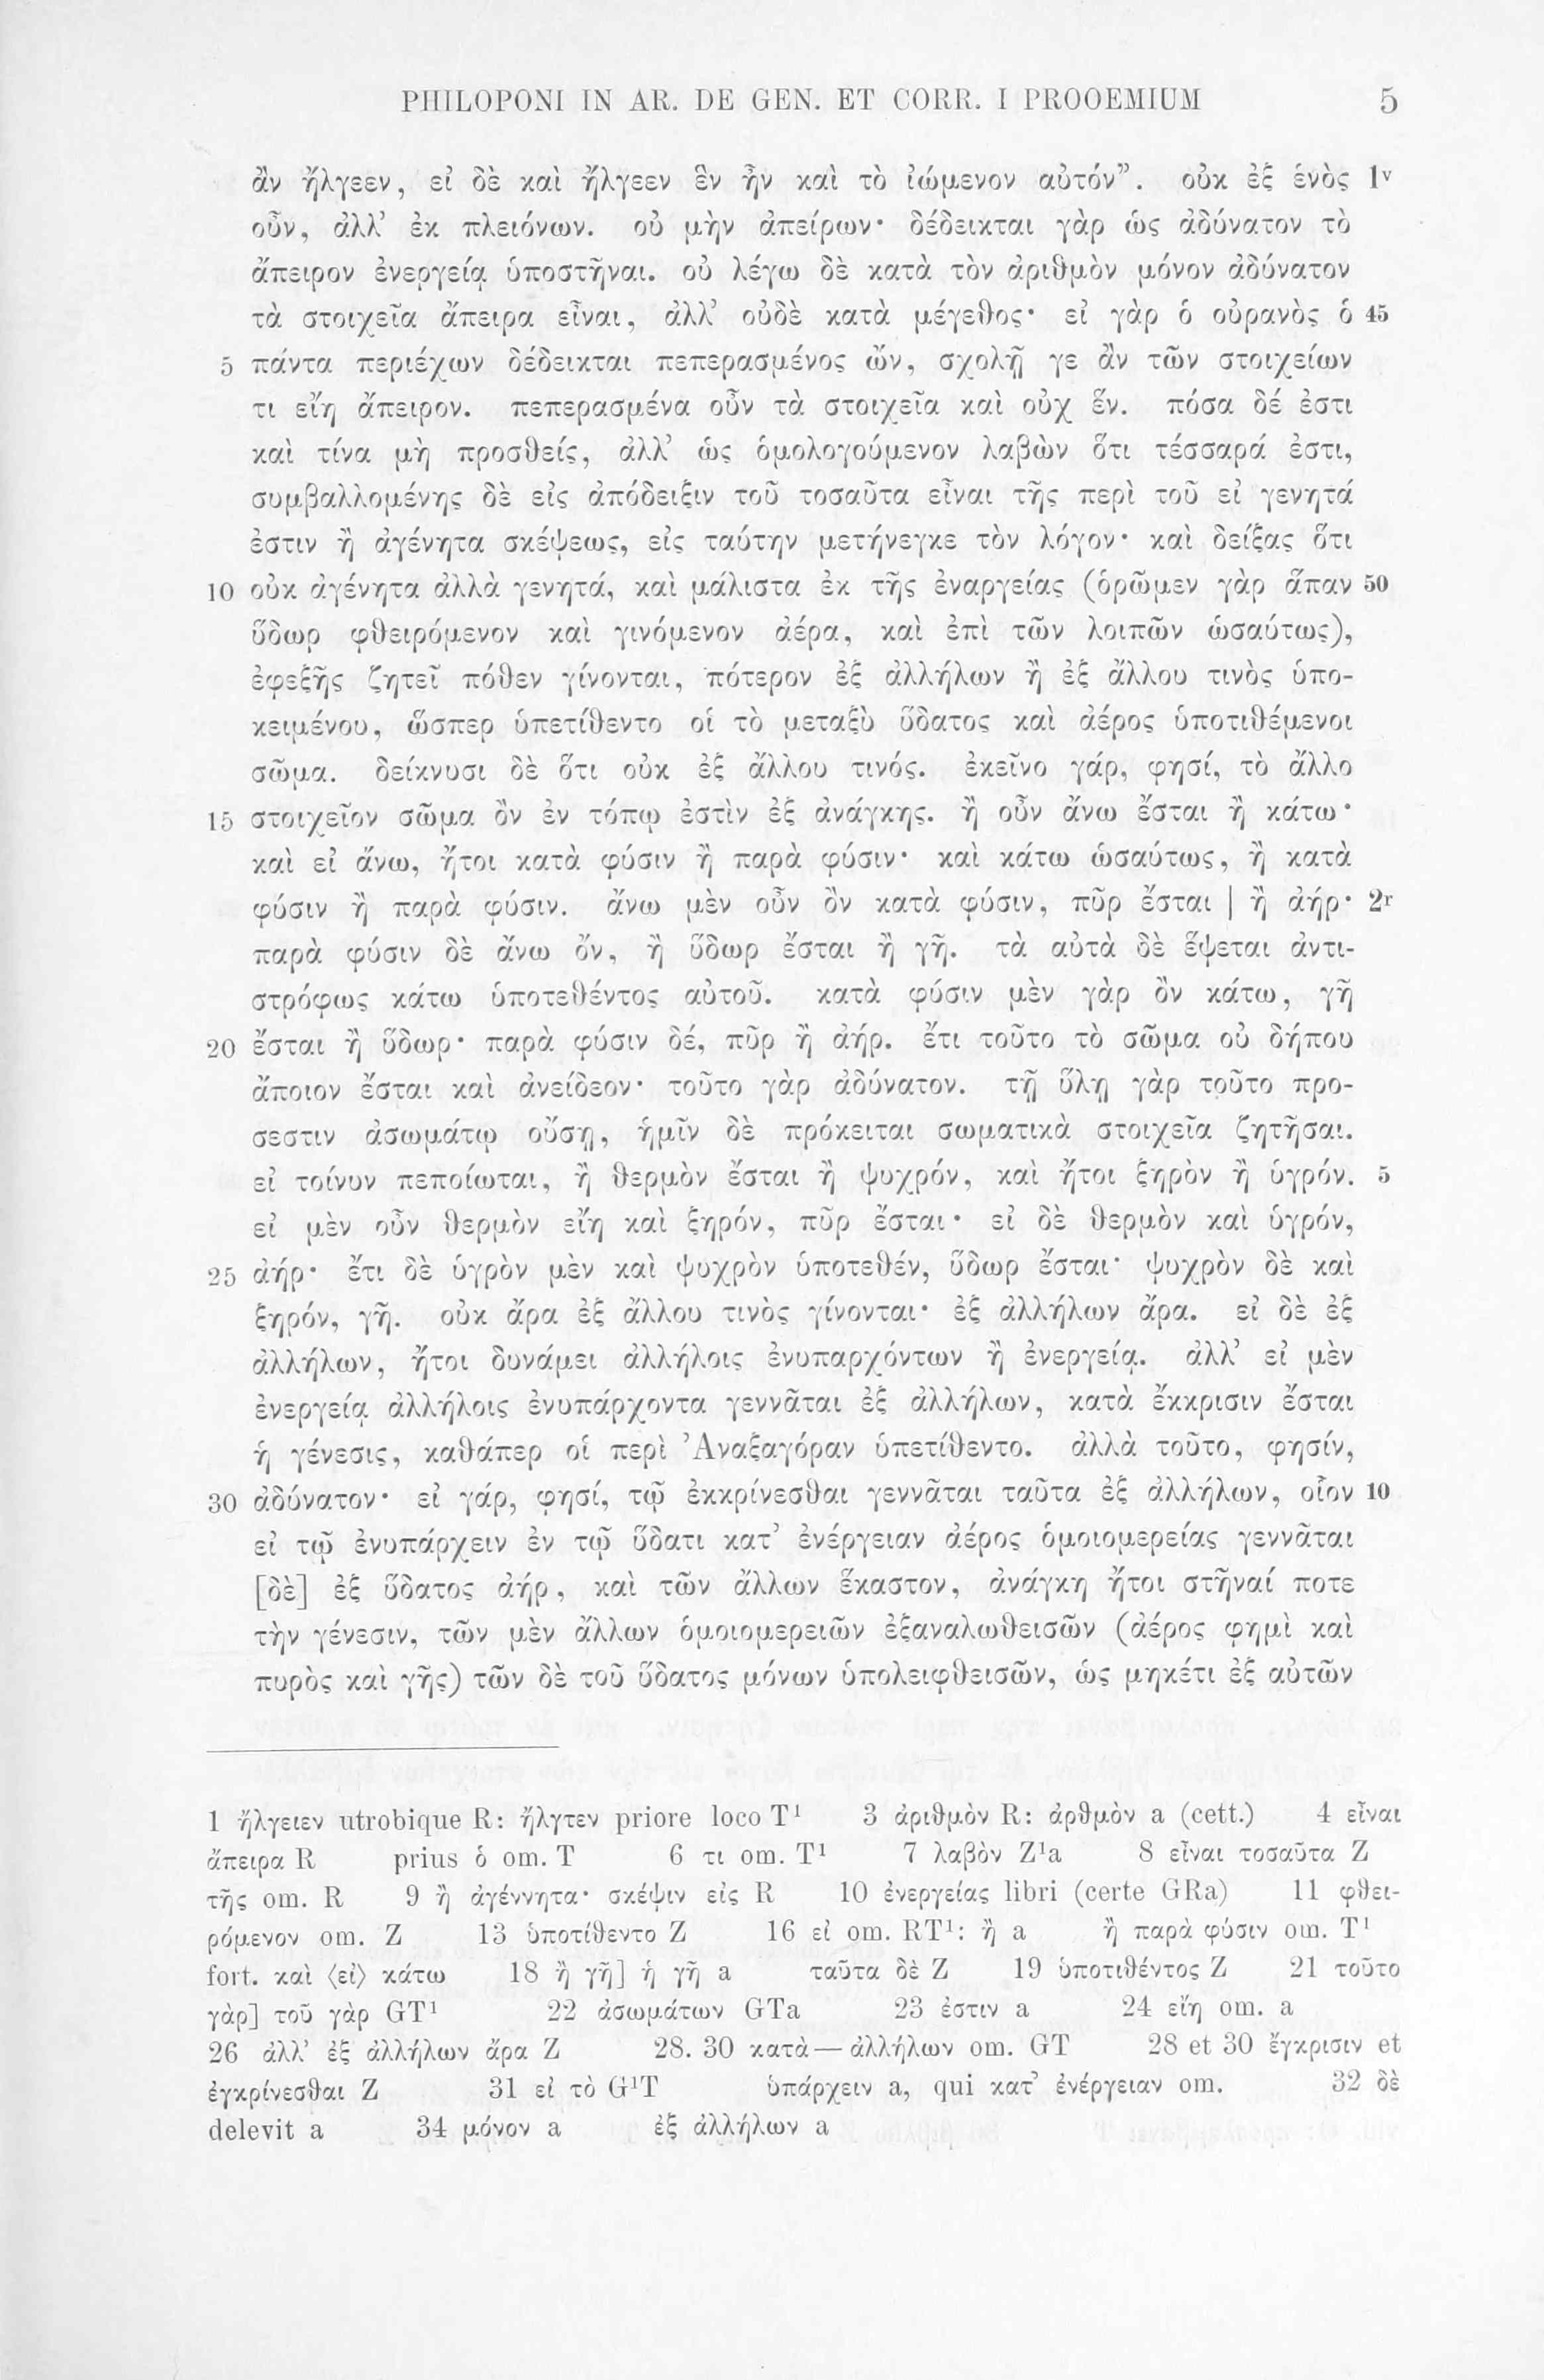 PHILOPONI IN AR. DE GEN. ET CORR. I PROOEMIUM 5
ἂν ἤλγεεν, εἰ δὲ καὶ ἤλγεεν ἓν ἦν καὶ τὸ ἰώμενον αὐτόν”. οὐκ ἐξ ἑνὸς 1v
οὖν, ἀλλ’ ἐκ πλειόνων. οὐ μὴν ἀπείρων· δέδεικται γὰρ ὡς ἀδύνατον τὸ
ἄπειρον ἐνεργείᾳ ὑποστῆναι. οὐ λέγω δὲ κατὰ τὸν ἀριθμὸν μόνον ἀδύνατον
τὰ στοιχεῖα ἄπειρα εἶναι, ἀλλ’ οὐδὲ κατὰ μέγεθος· εἰ γὰρ ὁ οὐρανὸς ὁ 45
5 πάντα περιέχων δέδεικται πεπερασμένος ὤν, σχολῇ γε ἂν τῶν στοιχείων
τι εἴη ἄπειρον. πεπερασμένα οὖν τὰ στοιχεῖα καὶ οὐχ ἕν. πόσα δέ ἐστι
καὶ τίνα μὴ προσθείς, ἀλλ’ ὡς ὁμολογούμενον λαβὼν ὅτι τέσσαρά ἐστι,
συμβαλλομένης δὲ εἰς ἀπόδειξιν τοῦ τοσαῦτα εἶναι τῆς περὶ τοῦ εἰ γενητά
ἐστιν ἢ ἀγένητα σκέψεως, εἰς ταύτην μετήνεγκε τὸν λόγον· καὶ δείξας ὅτι
10 οὐκ ἀγένητα ἀλλὰ γενητά, καὶ μάλιστα ἐκ τῆς ἐναργείας (ὁρῶμεν γὰρ ἅπαν 50
ὕδωρ φθειρόμενον καὶ γινόμενον ἀέρα, καὶ ἐπὶ τῶν λοιπῶν ὡσαύτως),
ἐφεξῆς ζητεῖ πόθεν γίνονται, πότερον ἐξ ἀλλήλων ἢ ἐξ ἄλλου τινὸς ὑπο-
κειμένου, ὥσπερ ὑπετίθεντο οἱ τὸ μεταξὺ ὕδατος καὶ ἀέρος ὑποτιθέμενοι
σῶμα. δείκνυσι δὲ ὅτι οὐκ ἐξ ἄλλου τινός. ἐκεῖνο γάρ, φησί, τὸ ἄλλο
15 στοιχεῖον σῶμα ὂν ἐν τόπῳ ἐστὶν ἐξ ἀνάγκης. ἢ οὖν ἄνω ἔσται ἢ κάτω·
καὶ εἰ ἄνω, ἤτοι κατὰ φύσιν ἢ παρὰ φύσιν· καὶ κάτω ὡσαύτως, ἢ κατὰ
φύσιν ἢ παρὰ φύσιν. ἄνω μὲν οὖν ὂν κατὰ φύσιν, πῦρ ἔσται | ἢ ἀήρ· 2r
παρὰ φύσιν δὲ ἄνω ὄν, ἢ ὕδωρ ἔσται ἢ γῆ. τὰ αὐτὰ δὲ ἕψεται ἀντι-
στρόφως κάτω ὑποτεθέντος αὐτοῦ. κατὰ φύσιν μὲν γὰρ ὂν κάτω, γῆ
20 ἔσται ἢ ὕδωρ· παρὰ φύσιν δέ, πῦρ ἢ ἀήρ. ἔτι τοῦτο τὸ σῶμα οὐ δήπου
ἄποιον ἔσται καὶ ἀνείδεον· τοῦτο γὰρ ἀδύνατον. τῇ ὕλῃ γὰρ τοῦτο πρό-
σεστιν ἀσωμάτῳ οὔσῃ, ἡμῖν δὲ πρόκειται σωματικὰ στοιχεῖα ζητῆσαι.
εἰ τοίνυν πεποίωται, ἢ θερμὸν ἔσται ἢ ψυχρόν, καὶ ἤτοι ξηρὸν ἢ ὑγρόν. 5
εἰ μὲν οὖν θερμὸν εἴη καὶ ξηρόν, πῦρ ἔσται· εἰ δὲ θερμὸν καὶ ὑγρόν,
25 ἀήρ· ἔτι δὲ ὑγρὸν μὲν καὶ ψυχρὸν ὑποτεθέν, ὕδωρ ἔσται· ψυχρὸν δὲ καὶ
ξηρόν, γῆ. οὐκ ἄρα ἐξ ἄλλου τινὸς γίνονται· ἐξ ἀλλήλων ἄρα. εἰ δὲ ἐξ
ἀλλήλων, ἤτοι δυνάμει ἀλλήλοις ἐνυπαρχόντων ἢ ἐνεργείᾳ. ἀλλ’ εἰ μὲν
ἐνεργείᾳ ἀλλήλοις ἐνυπάρχοντα γεννᾶται ἐξ ἀλλήλων, κατὰ ἔκκρισιν ἔσται
ἡ γένεσις, καθάπερ οἱ περὶ Ἀναξαγόραν ὑπετίθεντο. ἀλλὰ τοῦτο, φησίν,
30 ἀδύνατον· εἰ γάρ, φησί, τῷ ἐκκρίνεσθαι γεννᾶται ταῦτα ἐξ ἀλλήλων, οἷον 10
εἰ τῷ ἐνυπάρχειν ἐν τῷ ὕδατι κατ’ ἐνέργειαν ἀέρος ὁμοιομερείας γεννᾶται
[δὲ] ἐξ ὕδατος ἀήρ, καὶ τῶν ἄλλων ἕκαστον, ἀνάγκη ἤτοι στῆναί ποτε
τὴν γένεσιν, τῶν μὲν ἄλλων ὁμοιομερειῶν ἐξαναλωθεισῶν (ἀέρος φημὶ καὶ
πυρὸς καὶ γῆς) τῶν δὲ τοῦ ὕδατος μόνων ὑπολειφθεισῶν, ὡς μηκέτι ἐξ αὐτῶν
1 ἤλγειεν utrobique R: ἤλγτεν priore loco T¹ 3 ἀριθμὸν R: ἀρθμὸν a (cett.) 4 εἶναι
ἄπειρα R prius ὁ om. T 6 τι om. T¹ 7 λαβὸν Z¹a 8 εἶναι τοσαῦτα Z
τῆς om. R 9 ἢ ἀγέννητα· σκέψιν εἰς R 10 ἐνεργείας libri (certe GRa) 11 φθει-
ρόμενον om. Z 13 ὑποτίθεντο Z 16 εἰ om. RT¹: ἢ a ἢ παρὰ φύσιν om. T¹
fort. καὶ ⟨εἰ⟩ κάτω 18 ἢ γῆ] ἡ γῆ a ταῦτα δὲ Z 19 ὑποτιθέντος Z 21 τοῦτο
γὰρ] τοῦ γὰρ GT¹ 22 ἀσωμάτων GTa 23 ἐστιν a 24 εἴη om. a
26 ἀλλ’ ἐξ ἀλλήλων ἄρα Z 28. 30 κατὰ — ἀλλήλων om. GT 28 et 30 ἔγκρισιν et
ἐγκρίνεσθαι Z 31 εἰ τὸ G¹T ὑπάρχειν a, qui κατ’ ἐνέργειαν om. 32 δὲ
delevit a 34 μόνον a ἐξ ἀλλήλων a